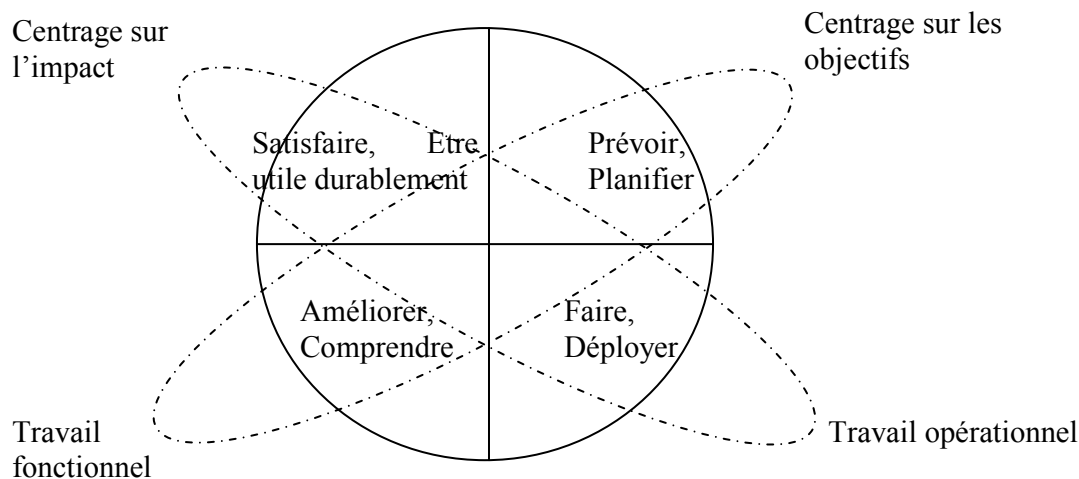 Centrage sur
l’impact
Centrage sur les
objectifs
Satisfaire, Etre
utile durablement
Prévoir,
Planifier
Améliorer,
Comprendre
Faire,
Déployer
Travail
fonctionnel
Travail opérationnel